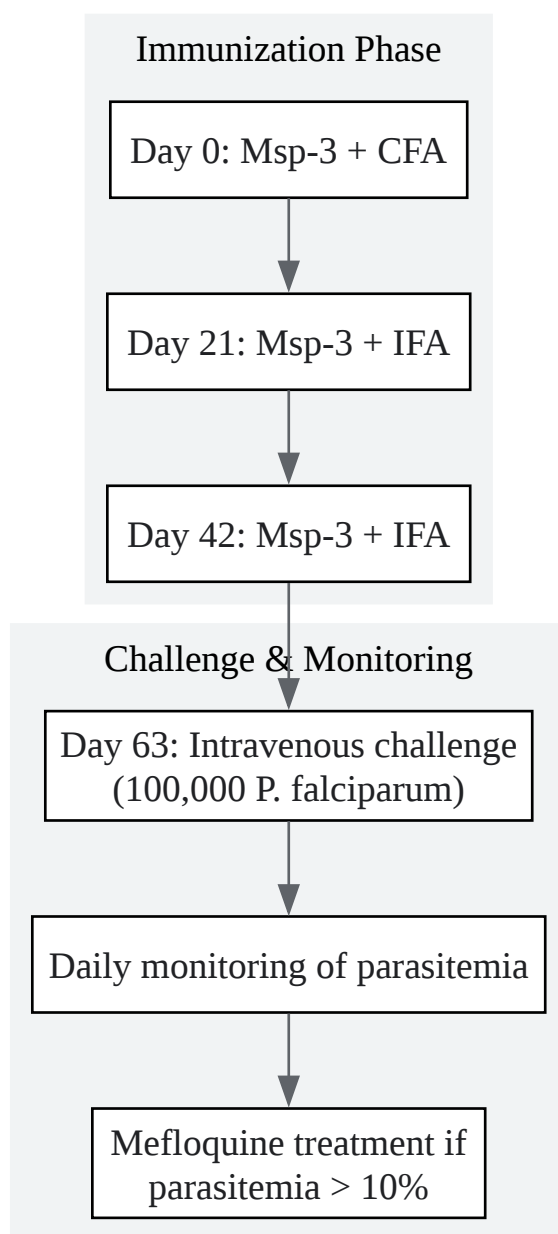 Immunization Phase
Day 0: Msp-3 + CFA
Day 21: Msp-3 + IFA
Day 42: Msp-3 + IFA
Challenge & Monitoring
Day 63: Intravenous challenge
(100,000 P. falciparum)
Daily monitoring of parasitemia
Mefloquine treatment if
parasitemia > 10%